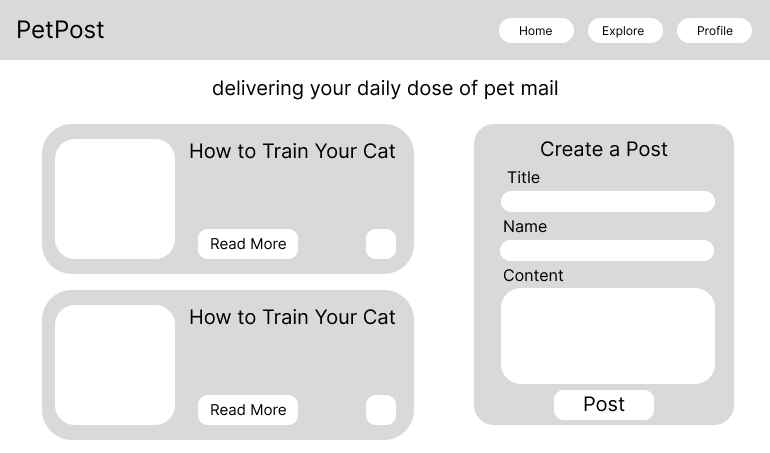 PetPost
Home
Explore
Profile
delivering your daily dose of pet mail
How to Train Your Cat
Read More
How to Train Your Cat
Read More
Create a Post
Title
Name
Content
Post